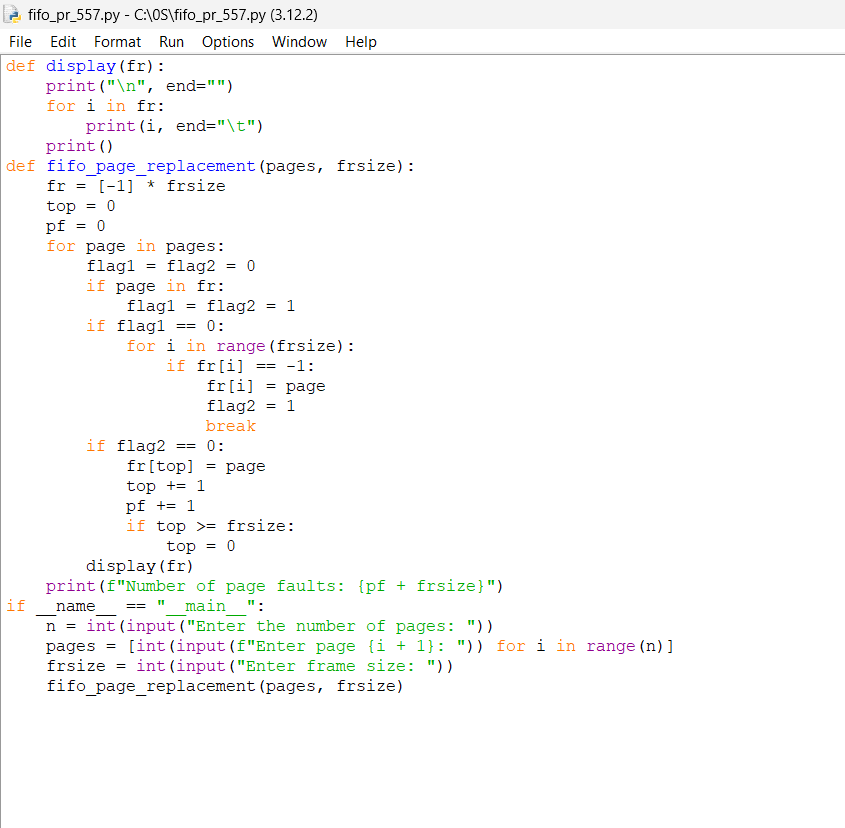 fifo_pr_557.py - C:\0S\fifo_pr_557.py (3.12.2)
File Edit Format Run Options Window Help
def display(fr):
    print("\n", end="")
    for i in fr:
        print(i, end="\t")
    print()
def fifo_page_replacement(pages, frsize):
    fr = [-1] * frsize
    top = 0
    pf = 0
    for page in pages:
        flag1 = flag2 = 0
        if page in fr:
            flag1 = flag2 = 1
        if flag1 == 0:
            for i in range(frsize):
                if fr[i] == -1:
                    fr[i] = page
                    flag2 = 1
                    break
        if flag2 == 0:
            fr[top] = page
            top += 1
            pf += 1
            if top >= frsize:
                top = 0
        display(fr)
    print(f"Number of page faults: {pf + frsize}")
if __name__ == "__main__":
    n = int(input("Enter the number of pages: "))
    pages = [int(input(f"Enter page {i + 1}: ")) for i in range(n)]
    frsize = int(input("Enter frame size: "))
    fifo_page_replacement(pages, frsize)